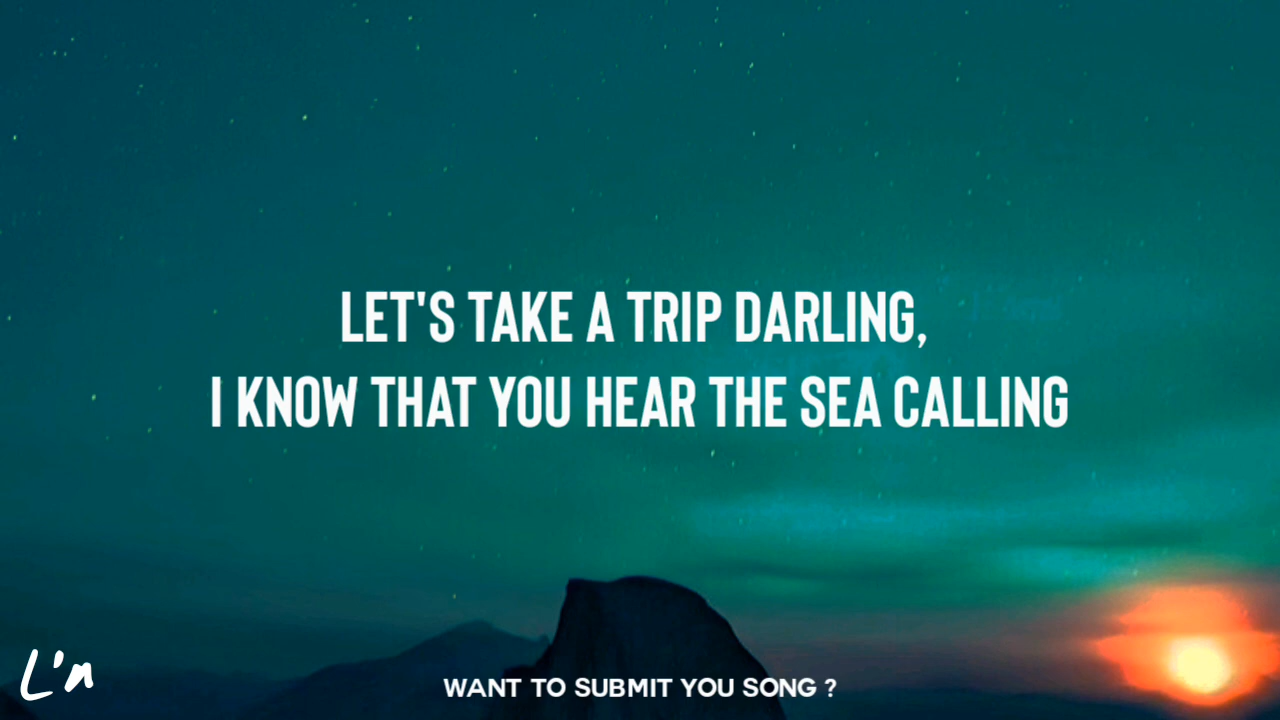 LET'S TAKE A TRIP DARLING,
I KNOW THAT YOU HEAR THE SEA CALLING
L'n
WANT TO SUBMIT YOU SONG ?